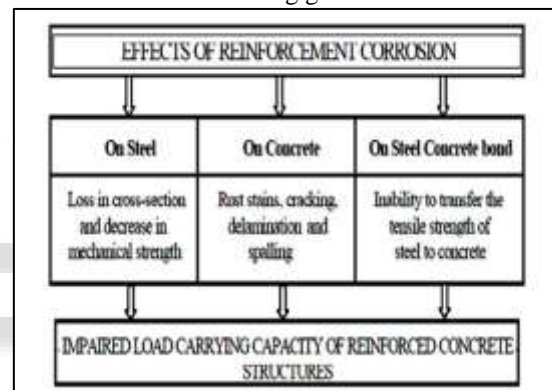 EFFECTS OF REINFORCEMENT CORROSION
On Steel
Loss in cross-section
and decrease in
mechanical strength
On Concrete
Rust stains, cracking,
delamination and
spalling
On Steel Concrete bond
Inability to transfer the
tensile strength of
steel to concrete
IMPAIRED LOAD CARRYING CAPACITY OF REINFORCED CONCRETE
STRUCTURES